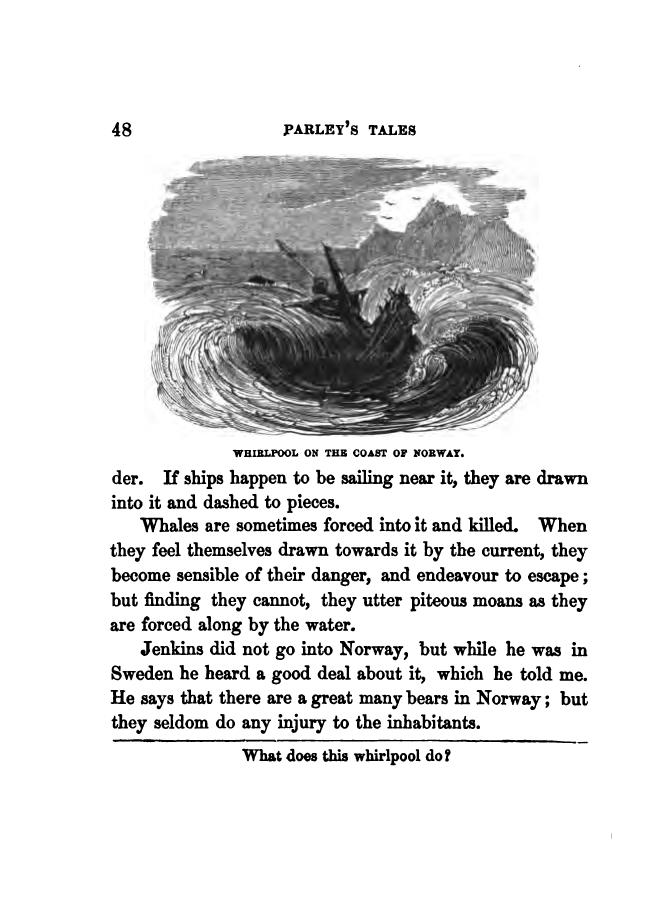 48 PARLEY'S TALES
WHIRLPOOL ON THE COAST OF NORWAY.
der. If ships happen to be sailing near it, they are drawn
into it and dashed to pieces.
Whales are sometimes forced into it and killed. When
they feel themselves drawn towards it by the current, they
become sensible of their danger, and endeavour to escape;
but finding they cannot, they utter piteous moans as they
are forced along by the water.
Jenkins did not go into Norway, but while he was in
Sweden he heard a good deal about it, which he told me.
He says that there are a great many bears in Norway; but
they seldom do any injury to the inhabitants.
What does this whirlpool do?